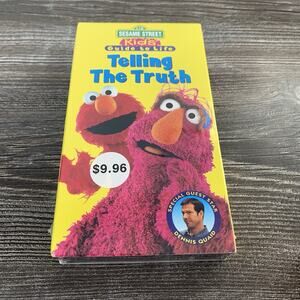 SESAME STREET
Kids'
Guide to Life
Telling
The Truth
$9.96
SPECIAL GUEST STAR
DENNIS QUAID